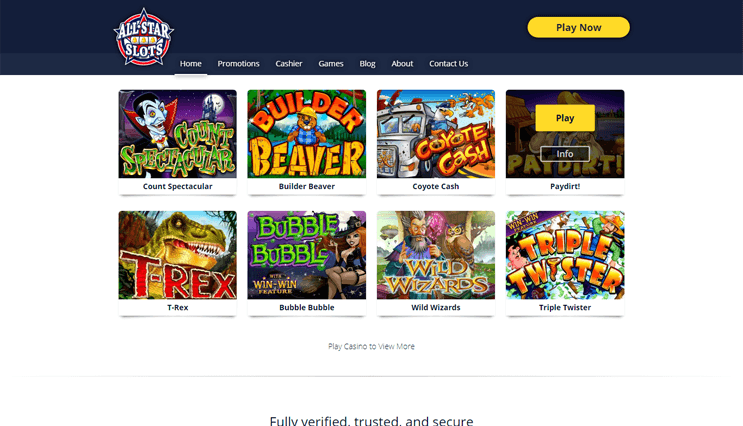 ALL★STAR
SLOTS
Play Now
Home
Promotions
Cashier
Games
Blog
About
Contact Us
COUNT
SPECTACULAR
BUILDER
BEAVER
COYOTE
CASH
Play
Info
PAYDIRT!
Count Spectacular
Builder Beaver
Coyote Cash
Paydirt!
T-REX
BUBBLE
BUBBLE
WITH
WIN-WIN
FEATURE
WILD
WIZARDS
WIN-WIN
TRIPLE
TWISTER
T-Rex
Bubble Bubble
Wild Wizards
Triple Twister
Play Casino to View More
Fully verified, trusted, and secure